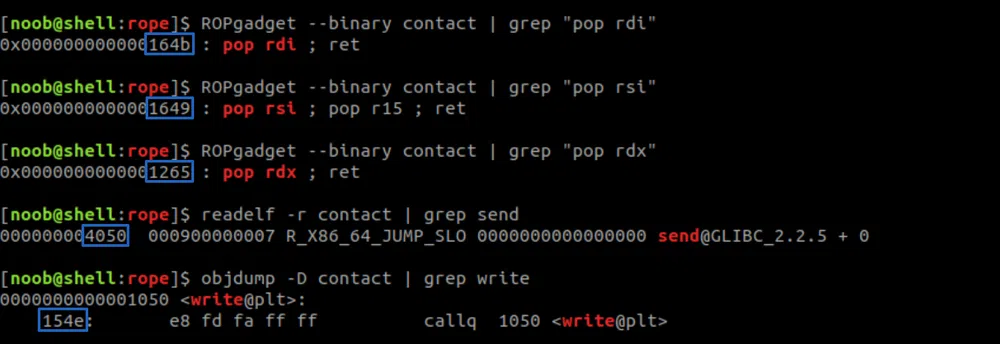 [noob@shell:rope]$ ROPgadget --binary contact | grep "pop rdi"
0x000000000000164b : pop rdi ; ret
[noob@shell:rope]$ ROPgadget --binary contact | grep "pop rsi"
0x0000000000001649 : pop rsi ; pop r15 ; ret
[noob@shell:rope]$ ROPgadget --binary contact | grep "pop rdx"
0x0000000000001265 : pop rdx ; ret
[noob@shell:rope]$ readelf -r contact | grep send
000000004050  000900000007 R_X86_64_JUMP_SLO 0000000000000000 send@GLIBC_2.2.5 + 0
[noob@shell:rope]$ objdump -D contact | grep write
0000000000001050 <write@plt>:
154e: e8 fd fa ff ff callq 1050 <write@plt>